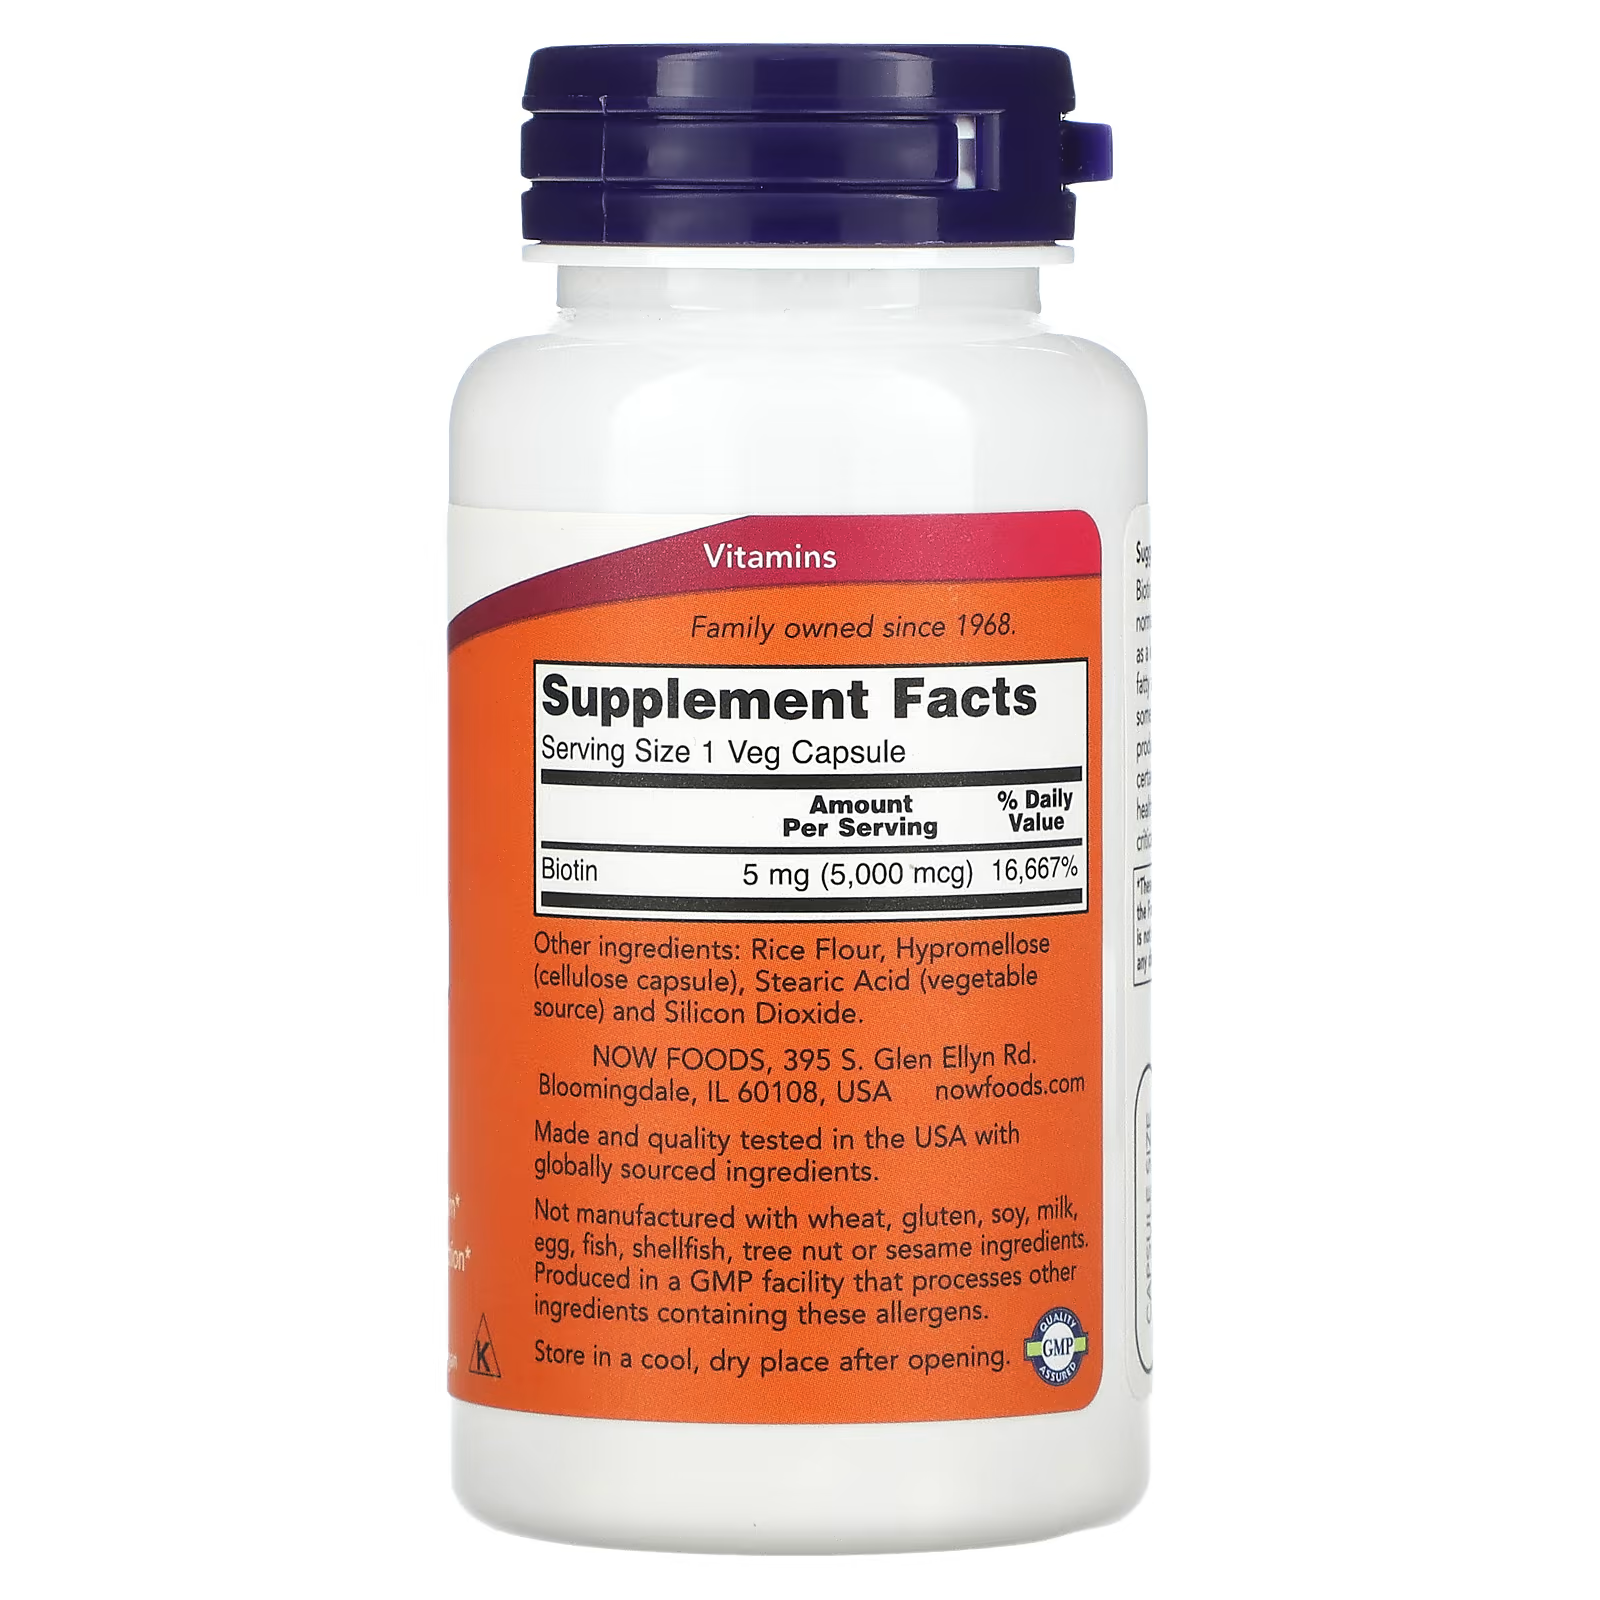 Vitamins
Family owned since 1968.
Supplement Facts
Serving Size 1 Veg Capsule
Amount
Per Serving
% Daily
Value
Biotin 5 mg (5,000 mcg) 16,667%
Other ingredients: Rice Flour, Hypromellose
(cellulose capsule), Stearic Acid (vegetable
source) and Silicon Dioxide.
NOW FOODS, 395 S. Glen Ellyn Rd.
Bloomingdale, IL 60108, USA nowfoods.com
Made and quality tested in the USA with
globally sourced ingredients.
Not manufactured with wheat, gluten, soy, milk,
egg, fish, shellfish, tree nut or sesame ingredients.
Produced in a GMP facility that processes other
ingredients containing these allergens.
Store in a cool, dry place after opening.
K
QUALITY
GMP
ASSURED
as a
CAPSULE SIZE